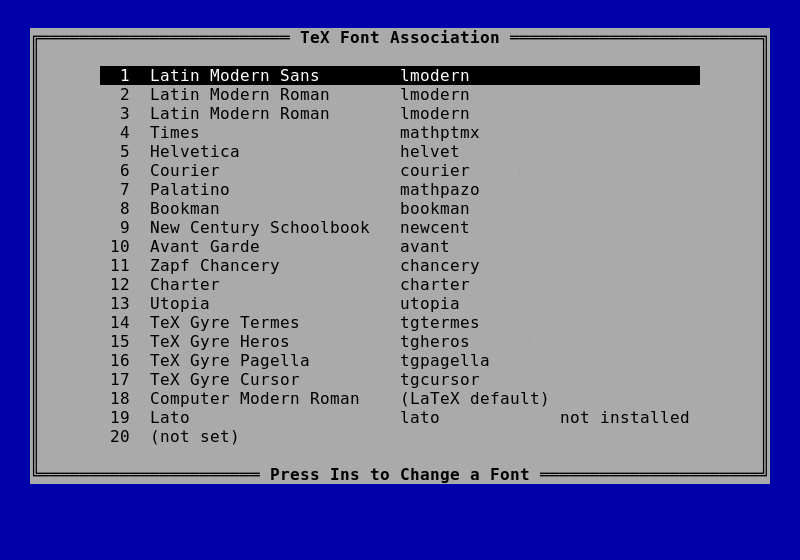 TeX Font Association
1 Latin Modern Sans lmodern
2 Latin Modern Roman lmodern
3 Latin Modern Roman lmodern
4 Times mathptmx
5 Helvetica helvet
6 Courier courier
7 Palatino mathpazo
8 Bookman bookman
9 New Century Schoolbook newcent
10 Avant Garde avant
11 Zapf Chancery chancery
12 Charter charter
13 Utopia utopia
14 TeX Gyre Termes tgtermes
15 TeX Gyre Heros tgheros
16 TeX Gyre Pagella tgpagella
17 TeX Gyre Cursor tgcursor
18 Computer Modern Roman (LaTeX default)
19 Lato lato not installed
20 (not set)
Press Ins to Change a Font